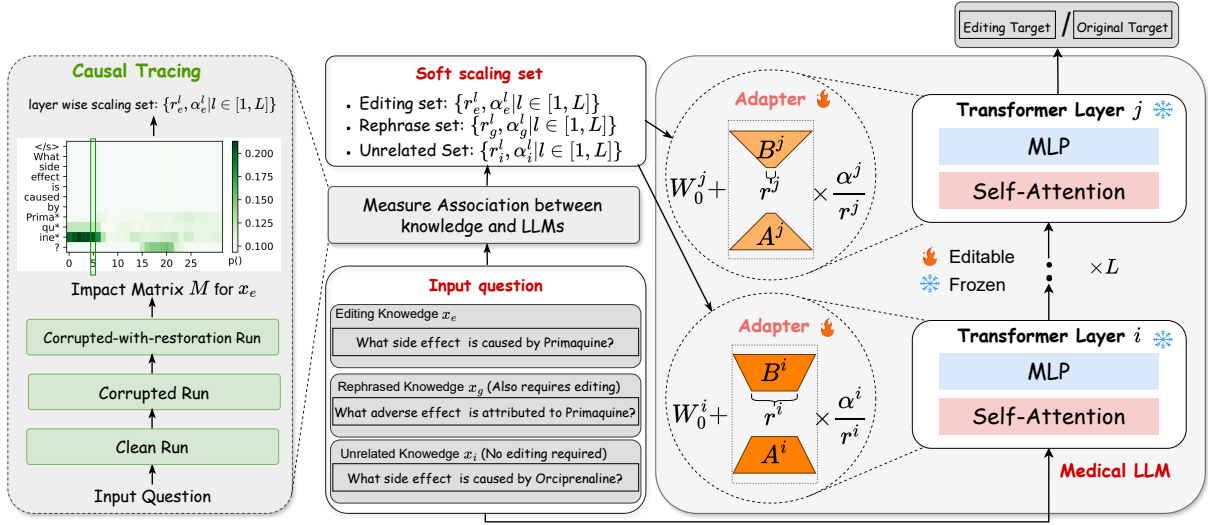 Causal Tracing
layer wise scaling set: {r_e^l, α_e^l | l ∈ [1, L]}
</s>
What
side
effect
is
caused
by
Prima*
qu*
ine*
?
0 5 10 15 20 25
0.200
0.175
0.150
0.125
0.100
p()
Impact Matrix M for x_e
Corrupted-with-restoration Run
Corrupted Run
Clean Run
Input Question
Soft scaling set
• Editing set: {r_e^l, α_e^l | l ∈ [1, L]}
• Rephrase set: {r_g^l, α_g^l | l ∈ [1, L]}
• Unrelated Set: {r_i^l, α_i^l | l ∈ [1, L]}
Measure Association between
knowledge and LLMs
Input question
Editing Knowledge x_e
What side effect is caused by Primaquine?
Rephrased Knowledge x_g (Also requires editing)
What adverse effect is attributed to Primaquine?
Unrelated Knowledge x_i (No editing required)
What side effect is caused by Orciprenaline?
Editing Target / Original Target
Adapter
W_0^j +
B^j
r^j
A^j
× α^j / r^j
Transformer Layer j
MLP
Self-Attention
Editable
Frozen
×L
Adapter
W_0^i +
B^i
r^i
A^i
× α^i / r^i
Transformer Layer i
MLP
Self-Attention
Medical LLM